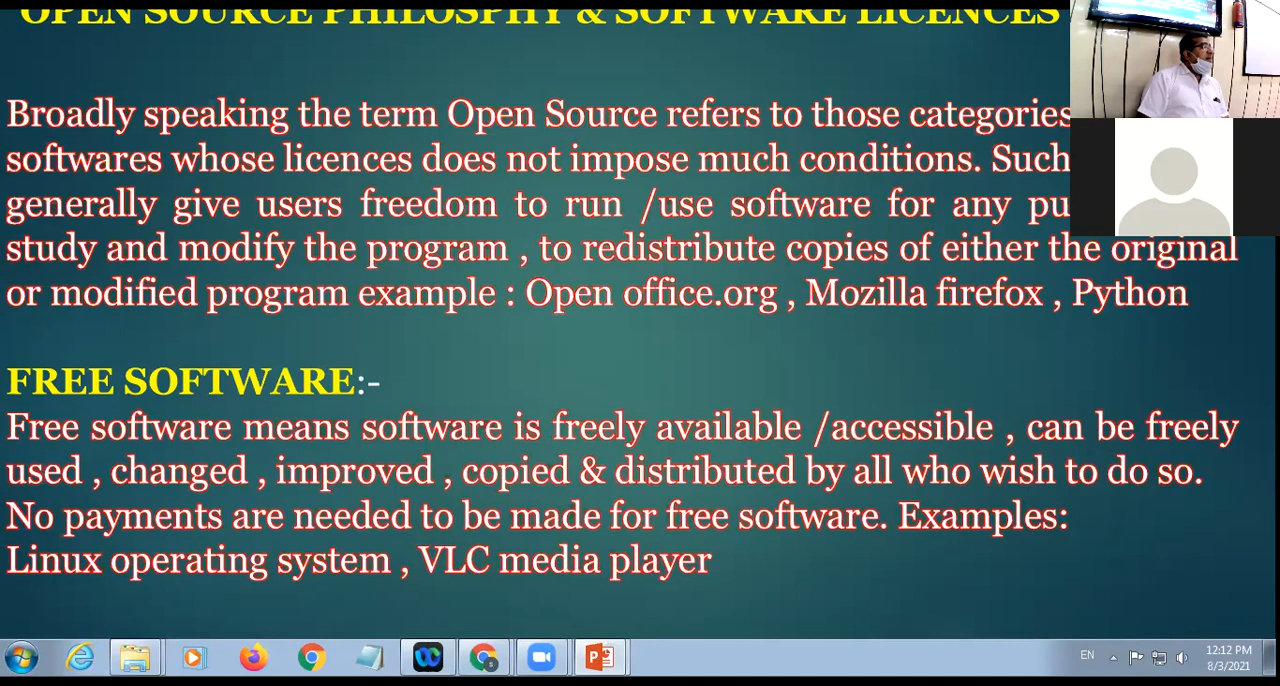 OPEN SOURCE PHILOSPHY & SOFTWARE LICENCES
Broadly speaking the term Open Source refers to those categories
softwares whose licences does not impose much conditions. Such
generally give users freedom to run /use software for any
study and modify the program , to redistribute copies of either the original
or modified program example : Open office.org , Mozilla firefox , Python
FREE SOFTWARE:-
Free software means software is freely available /accessible , can be freely
used , changed , improved , copied & distributed by all who wish to do so.
No payments are needed to be made for free software. Examples:
Linux operating system , VLC media player
EN
12:12 PM
8/3/2021